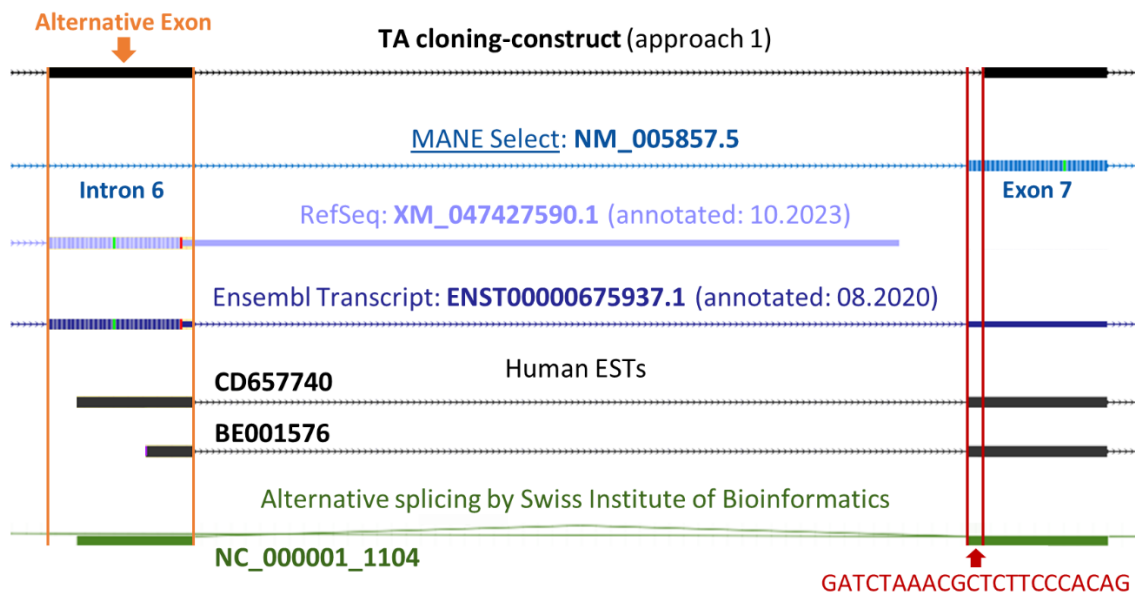 Alternative Exon
TA cloning-construct (approach 1)
MANE Select: NM_005857.5
Intron 6
Exon 7
RefSeq: XM_047427590.1 (annotated: 10.2023)
Ensembl Transcript: ENST00000675937.1 (annotated: 08.2020)
Human ESTs
CD657740
BE001576
Alternative splicing by Swiss Institute of Bioinformatics
NC_000001_1104
GATCTAAACGCTCTTCCCACAG